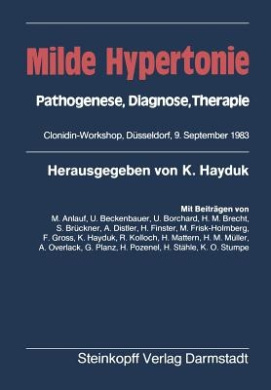 Milde Hypertonie
Pathogenese, Diagnose, Therapie
Clonidin-Workshop, Düsseldorf, 9. September 1983
Herausgegeben von K. Hayduk
Mit Beiträgen von
M. Anlauf, U. Beckenbauer, U. Borchard, H. M. Brecht,
S. Brückner, A. Distler, H. Finster, M. Frisk-Holmberg,
F. Gross, K. Hayduk, R. Kolloch, H. Mattern, H. M. Müller,
A. Overlack, G. Planz, H. Pozenel, H. Stähle, K. O. Stumpe
Steinkopff Verlag Darmstadt